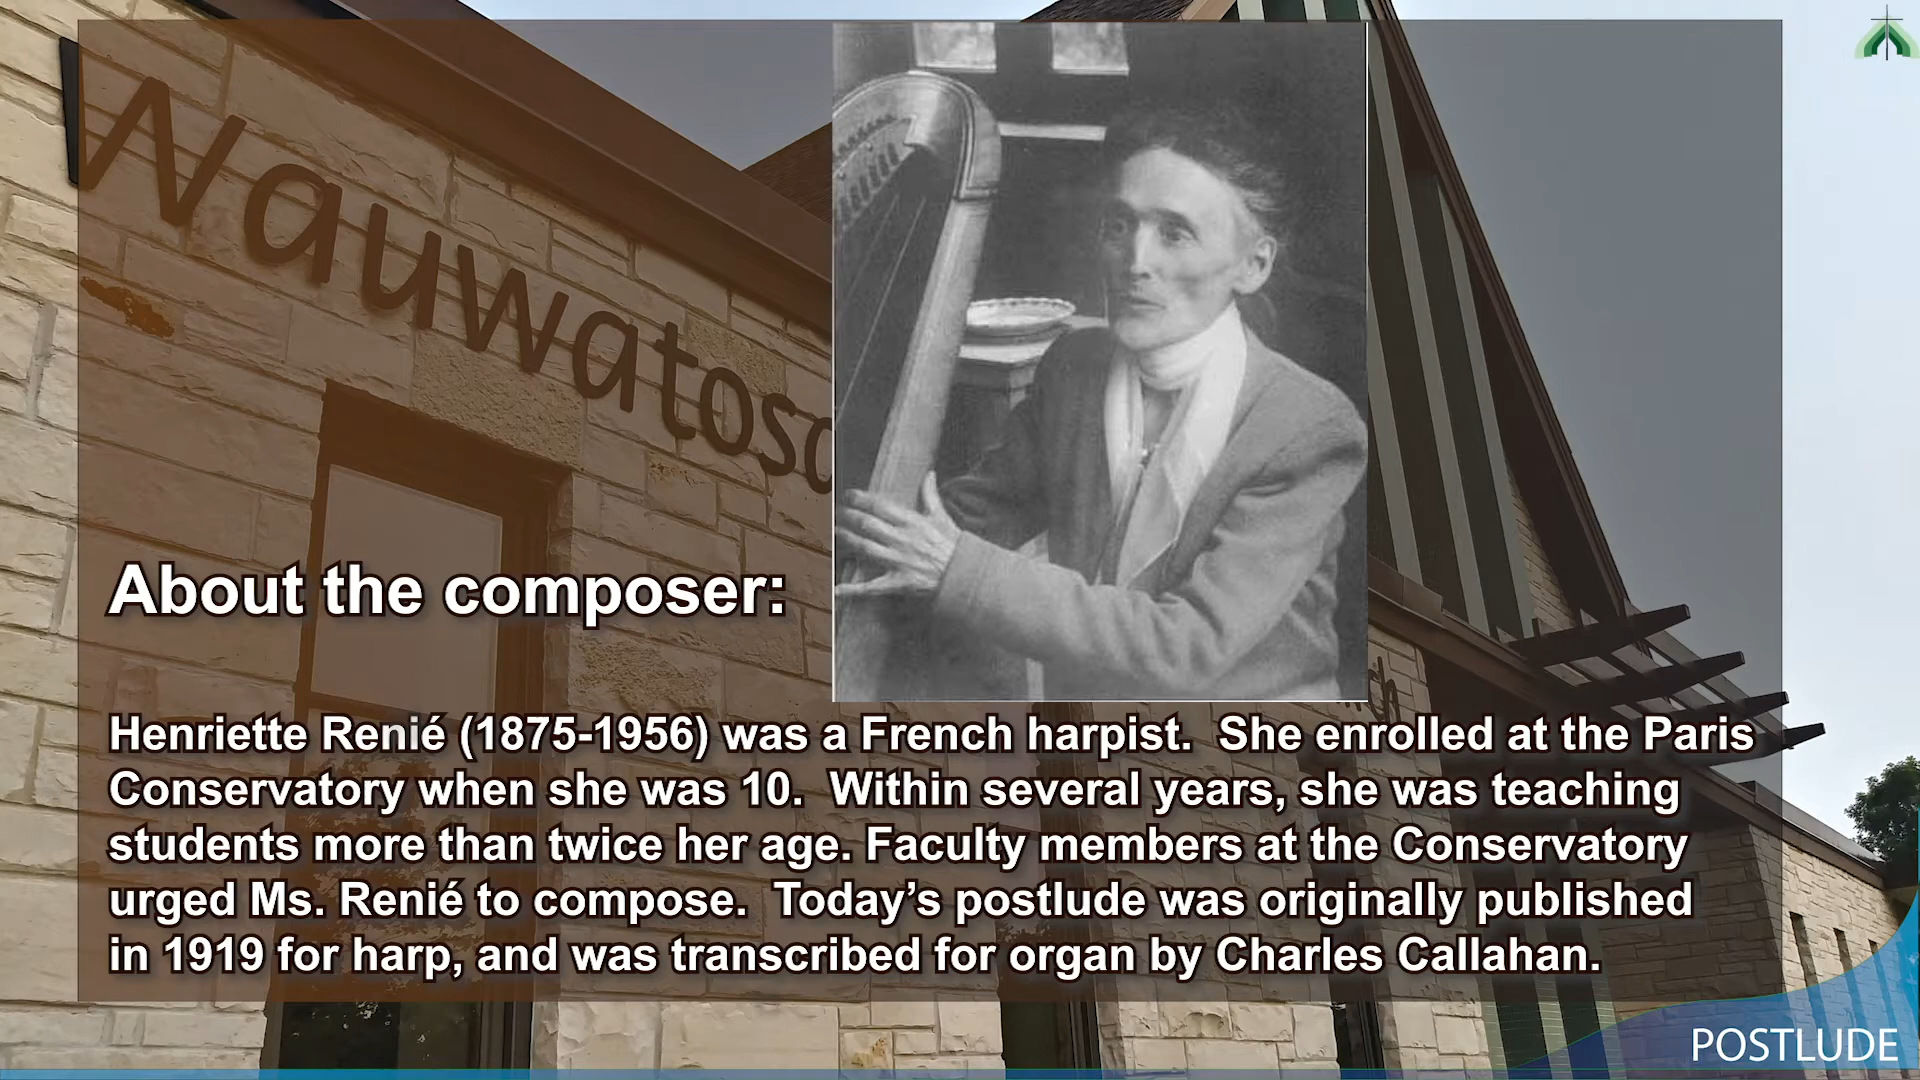 Wauwatosa
About the composer:
Henriette Renié (1875-1956) was a French harpist.  She enrolled at the Paris
Conservatory when she was 10.  Within several years, she was teaching
students more than twice her age. Faculty members at the Conservatory
urged Ms. Renié to compose.  Today’s postlude was originally published
in 1919 for harp, and was transcribed for organ by Charles Callahan.
POSTLUDE